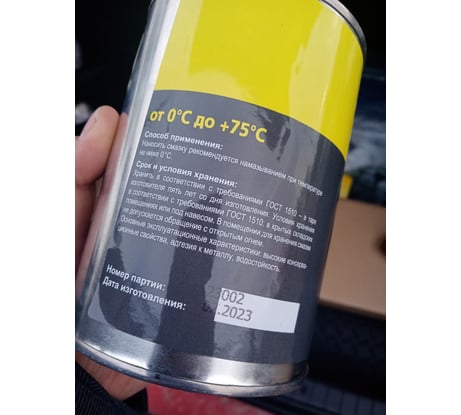 от 0°С до +75°С
Способ применения:
Наносить смазку рекомендуется намазыванием при температуре
не ниже 0°С.
Срок и условия хранения:
Хранить в соответствии с требованиями ГОСТ 1510 – в таре
изготовителя пять лет со дня изготовления. Условия хранения
в соответствии с требованиями ГОСТ 1510: в крытых складских
помещениях или под навесом. В помещении для хранения смазки
не допускается обращение с открытым огнем.
Основные эксплуатационные характеристики: высокие консерва-
ционные свойства, адгезия к металлу, водостойкость.
Номер партии: 002
Дата изготовления: .2023